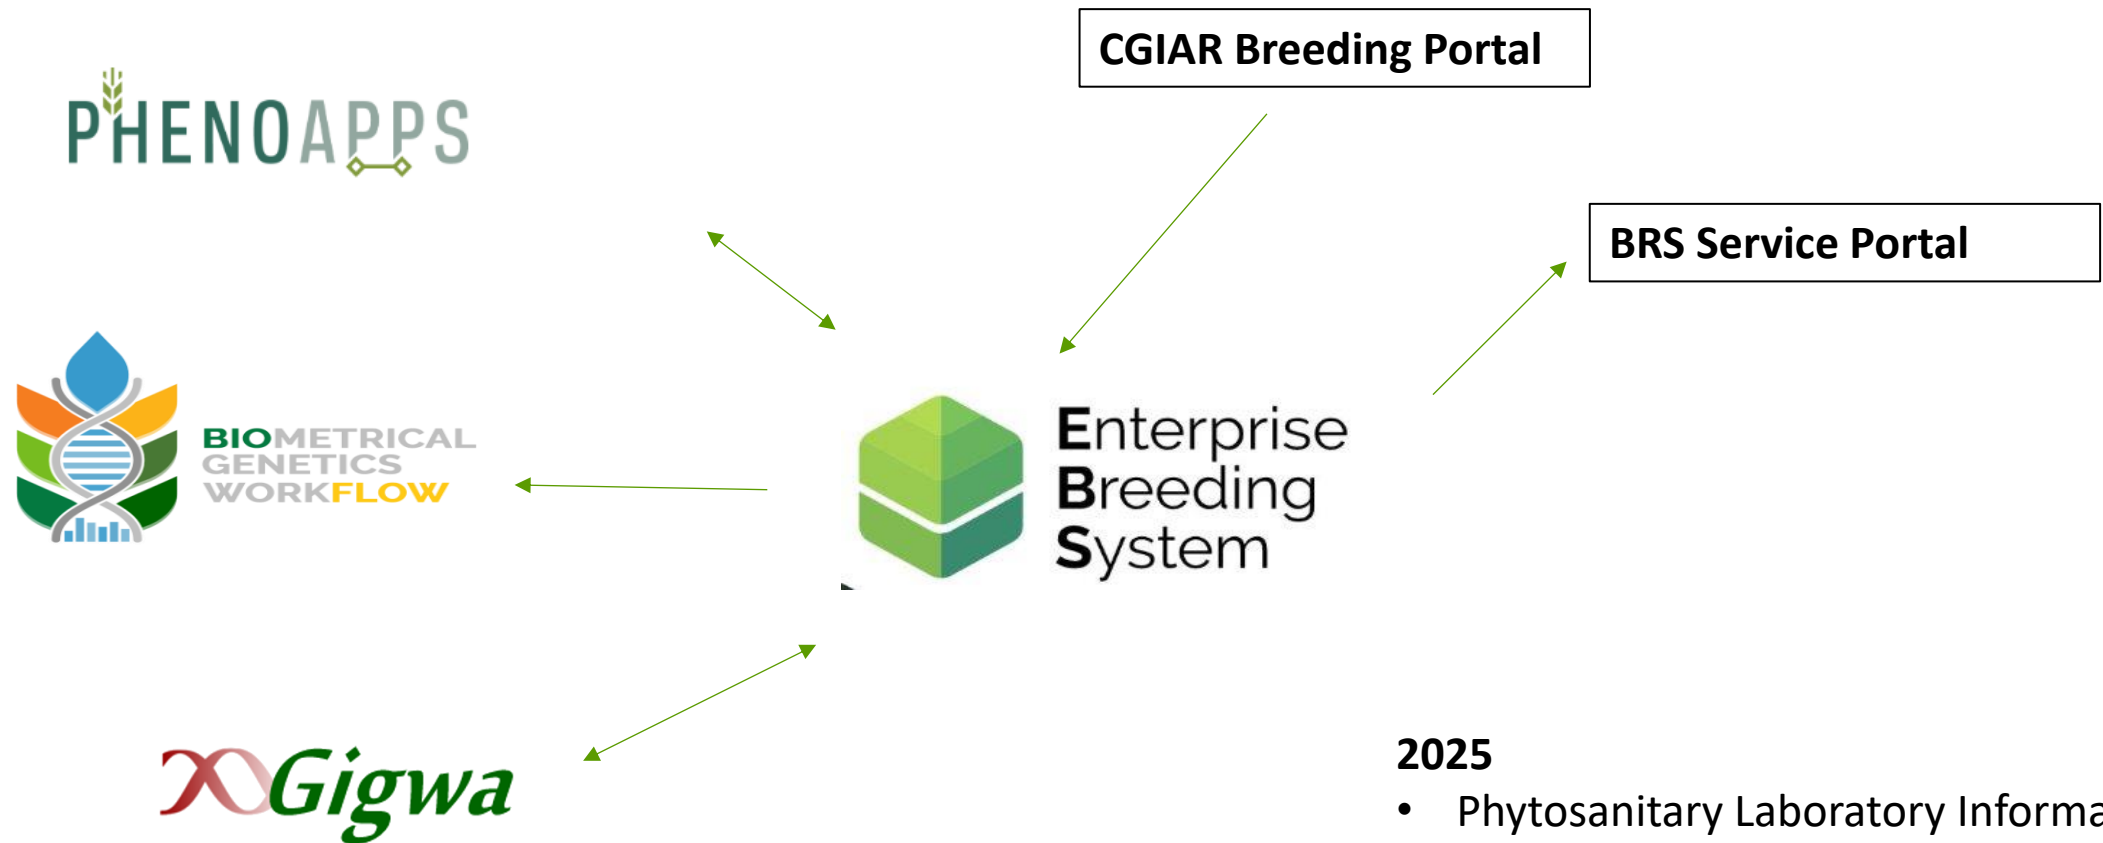 CGIAR Breeding Portal
PHENOAPPS
BRS Service Portal
BIOMETRICAL
GENETICS
WORKFLOW
Enterprise
Breeding
System
Gigwa
2025
• Phytosanitary Laboratory Informa